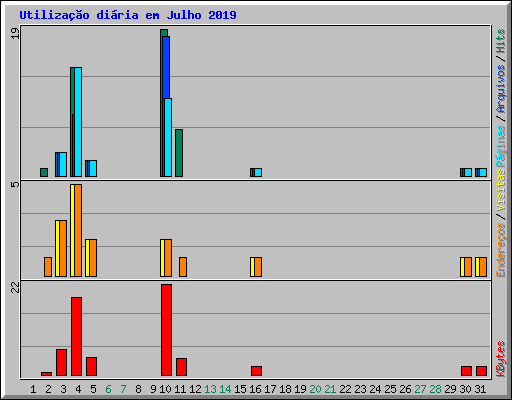 Utilização diária em Julho 2019
19
5
22
Endereços / Visitas Páginas / Arquivos / Hits
KBytes
1 2 3 4 5 6 7 8 9 10 11 12 13 14 15 16 17 18 19 20 21 22 23 24 25 26 27 28 29 30 31